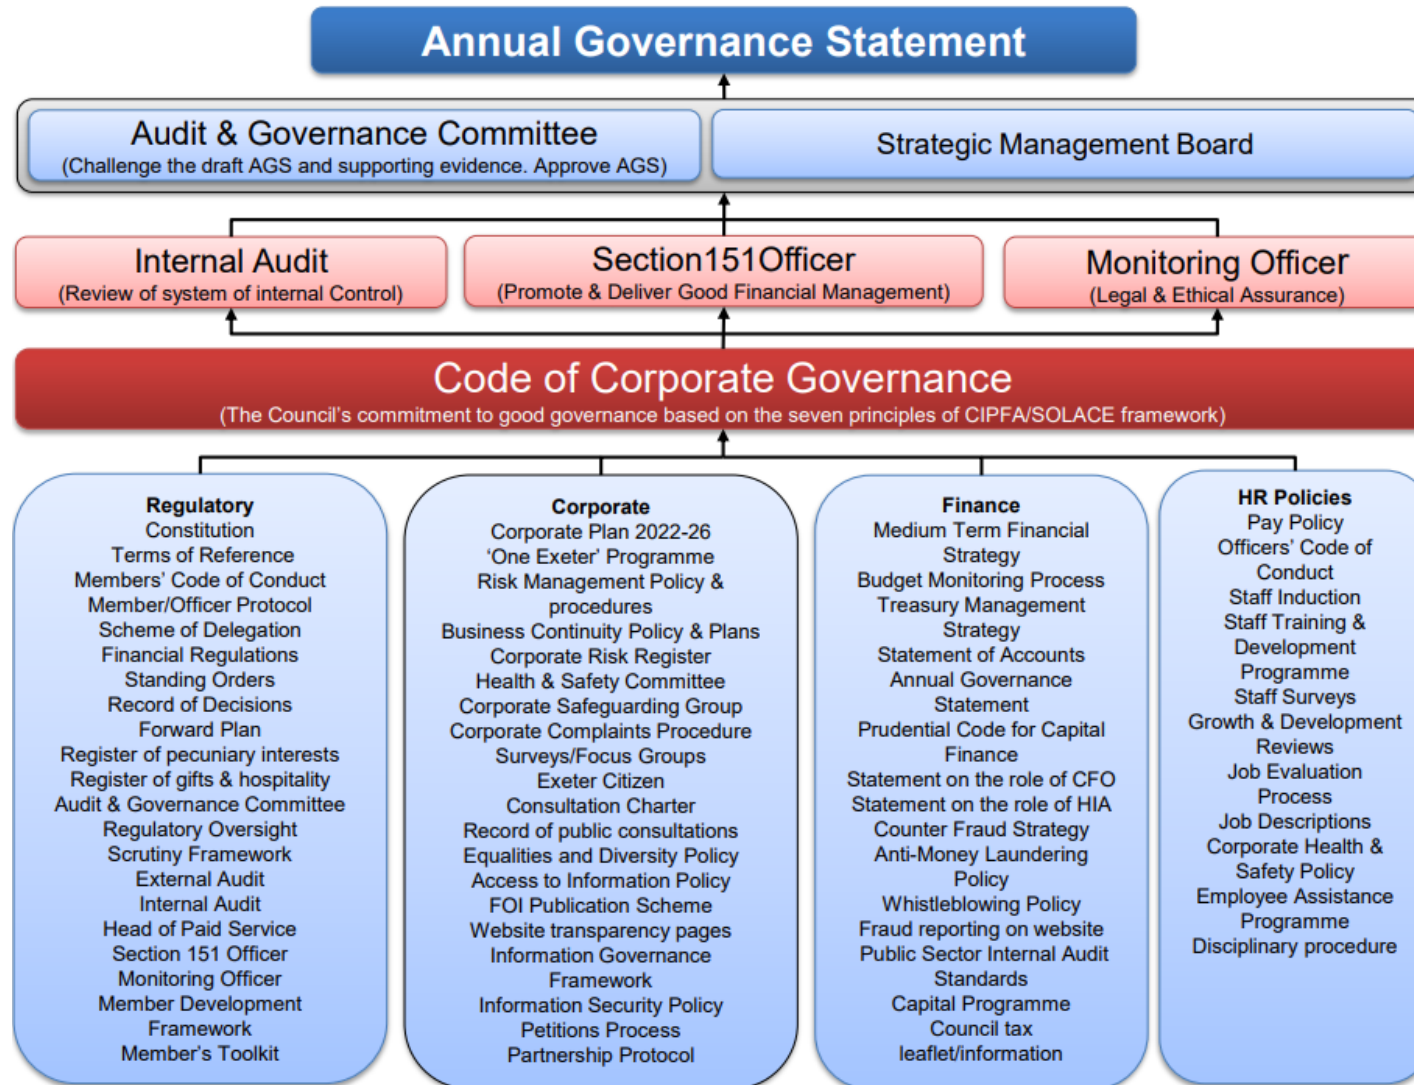 Annual Governance Statement
Audit & Governance Committee
(Challenge the draft AGS and supporting evidence. Approve AGS)
Strategic Management Board
Internal Audit
(Review of system of internal Control)
Section151Officer
(Promote & Deliver Good Financial Management)
Monitoring Officer
(Legal & Ethical Assurance)
Code of Corporate Governance
(The Council's commitment to good governance based on the seven principles of CIPFA/SOLACE framework)
Regulatory
Constitution
Terms of Reference
Members' Code of Conduct
Member/Officer Protocol
Scheme of Delegation
Financial Regulations
Standing Orders
Record of Decisions
Forward Plan
Register of pecuniary interests
Register of gifts & hospitality
Audit & Governance Committee
Regulatory Oversight
Scrutiny Framework
External Audit
Internal Audit
Head of Paid Service
Section 151 Officer
Monitoring Officer
Member Development
Framework
Member's Toolkit
Corporate
Corporate Plan 2022-26
'One Exeter' Programme
Risk Management Policy &
procedures
Business Continuity Policy & Plans
Corporate Risk Register
Health & Safety Committee
Corporate Safeguarding Group
Corporate Complaints Procedure
Surveys/Focus Groups
Exeter Citizen
Consultation Charter
Record of public consultations
Equalities and Diversity Policy
Access to Information Policy
FOI Publication Scheme
Website transparency pages
Information Governance
Framework
Information Security Policy
Petitions Process
Partnership Protocol
Finance
Medium Term Financial
Strategy
Budget Monitoring Process
Treasury Management
Strategy
Statement of Accounts
Annual Governance
Statement
Prudential Code for Capital
Finance
Statement on the role of CFO
Statement on the role of HIA
Counter Fraud Strategy
Anti-Money Laundering
Policy
Whistleblowing Policy
Fraud reporting on website
Public Sector Internal Audit
Standards
Capital Programme
Council tax
leaflet/information
HR Policies
Pay Policy
Officers' Code of
Conduct
Staff Induction
Staff Training &
Development
Programme
Staff Surveys
Growth & Development
Reviews
Job Evaluation
Process
Job Descriptions
Corporate Health &
Safety Policy
Employee Assistance
Programme
Disciplinary procedure